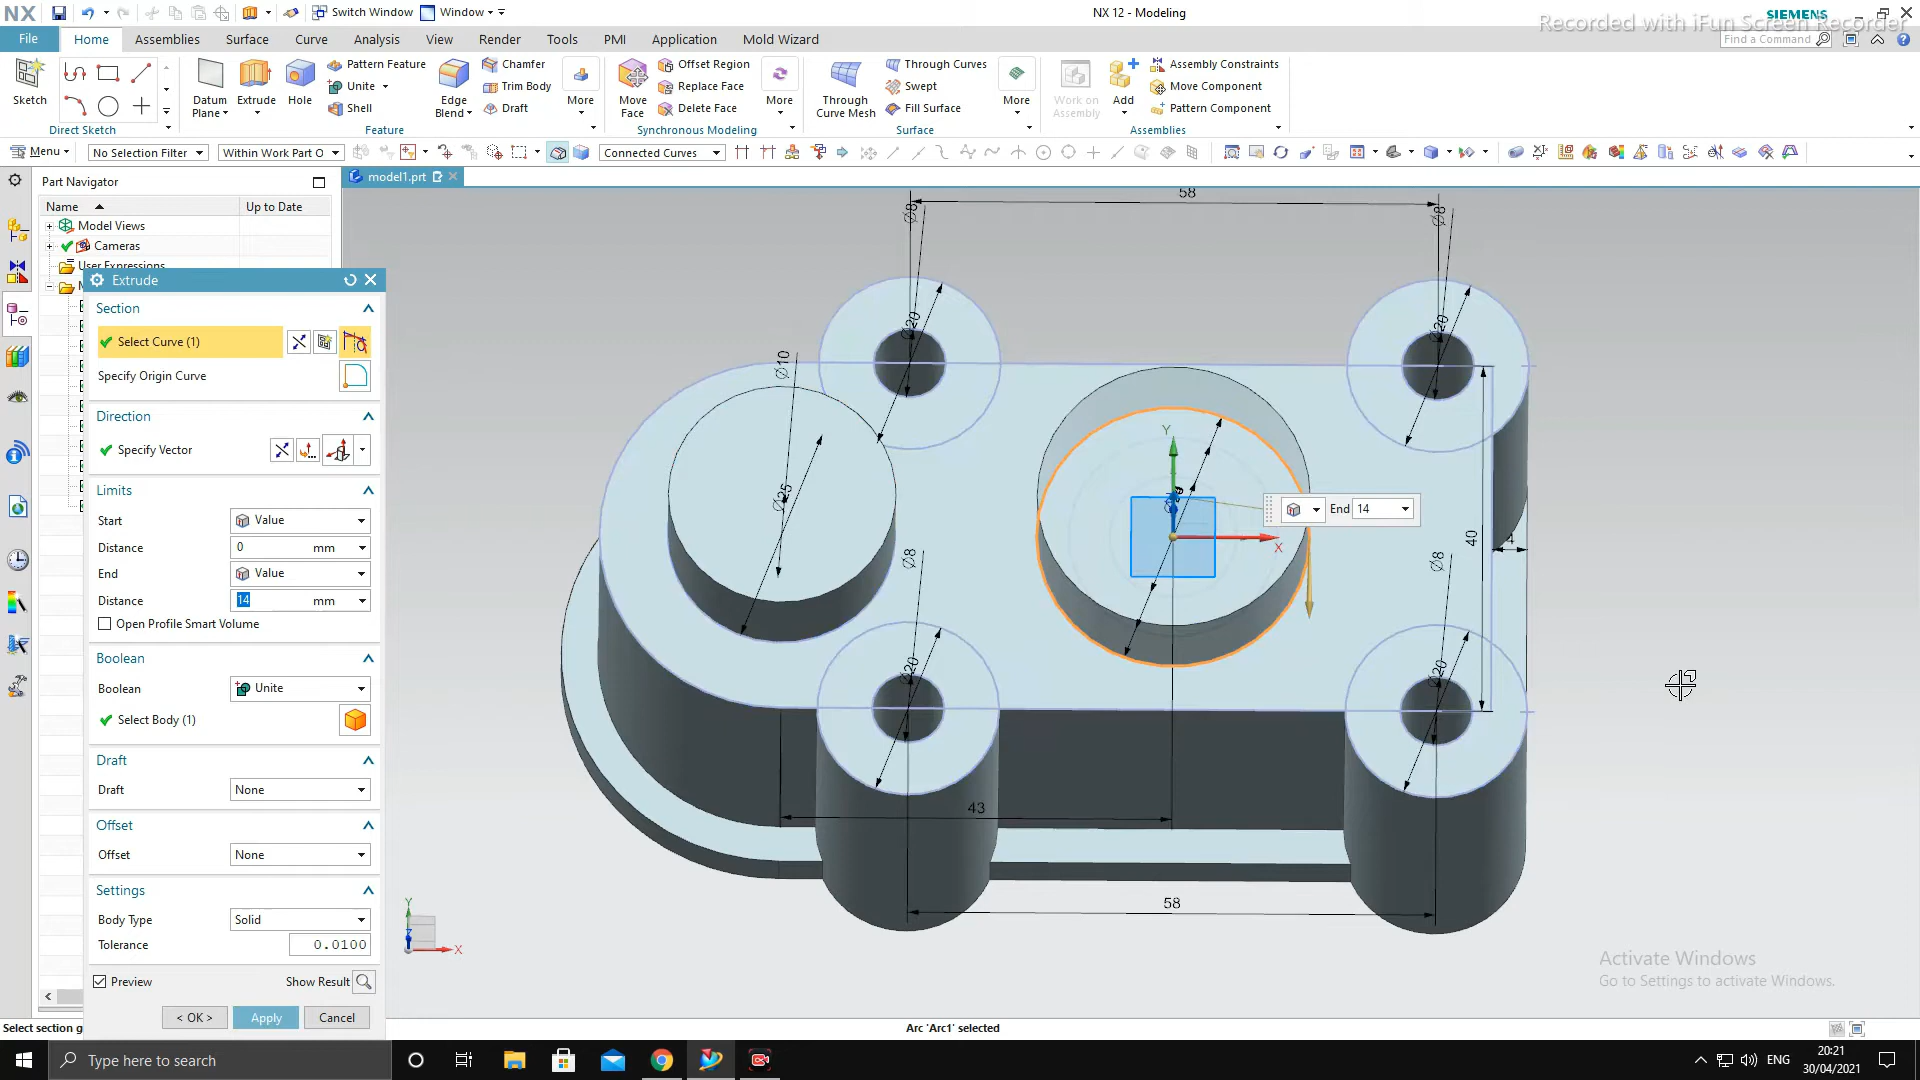 NX
Switch Window
Window
NX 12 - Modeling
SIEMENS
Recorded with iFun Screen Recorder
File
Home
Assemblies
Surface
Curve
Analysis
View
Render
Tools
PMI
Application
Mold Wizard
Find a Command
Sketch
Direct Sketch
Datum
Plane
Extrude
Hole
Pattern Feature
Unite
Shell
Edge
Blend
Chamfer
Trim Body
Draft
More
Feature
Move
Face
Offset Region
Replace Face
Delete Face
More
Synchronous Modeling
Through
Curve Mesh
Through Curves
Swept
Fill Surface
More
Surface
Work on
Assembly
Add
Assembly Constraints
Move Component
Pattern Component
Assemblies
Menu
No Selection Filter
Within Work Part O
Connected Curves
Part Navigator
model1.prt
Name
Up to Date
Model Views
Cameras
User Expressions
Extrude
Section
Select Curve (1)
Specify Origin Curve
Direction
Specify Vector
Limits
Start
Value
Distance
0 mm
End
Value
Distance
14 mm
Open Profile Smart Volume
Boolean
Boolean
Unite
Select Body (1)
Draft
Draft
None
Offset
Offset
None
Settings
Body Type
Solid
Tolerance
0.0100
Preview
Show Result
< OK >
Apply
Cancel
58
Ø8
Ø8
Ø20
Ø20
Ø10
Ø25
Y
X
End 14
40
4
Ø8
Ø8
Ø20
Ø20
43
58
Y
Z
X
Activate Windows
Go to Settings to activate Windows.
Select section g
Arc 'Arc1' selected
Type here to search
ENG
20:21
30/04/2021